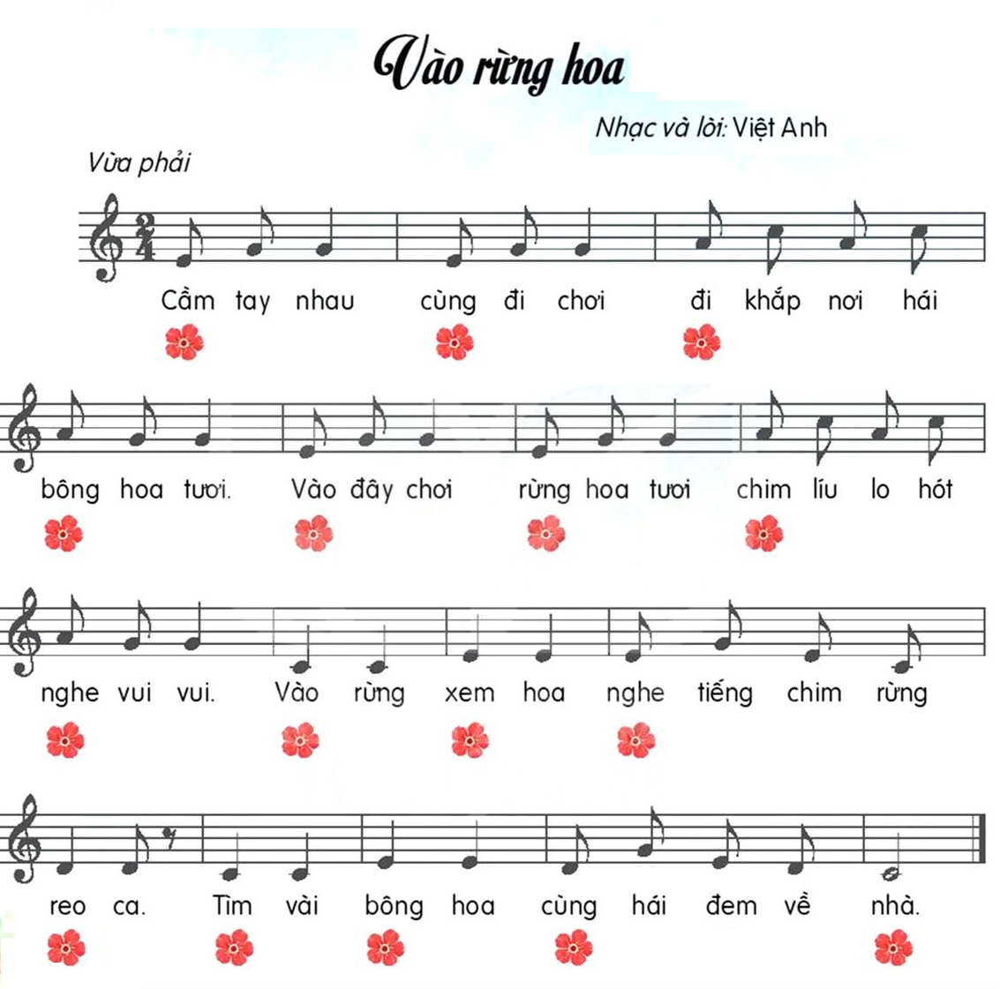 Vào rừng hoa
Nhạc và lời: Việt Anh
Vừa phải
2
4
Cầm tay nhau cùng đi chơi đi khắp nơi hái
bông hoa tươi. Vào đây chơi rừng hoa tươi chim líu lo hót
nghe vui vui. Vào rừng xem hoa nghe tiếng chim rừng
reo ca. Tìm vài bông hoa cùng hái đem về nhà.